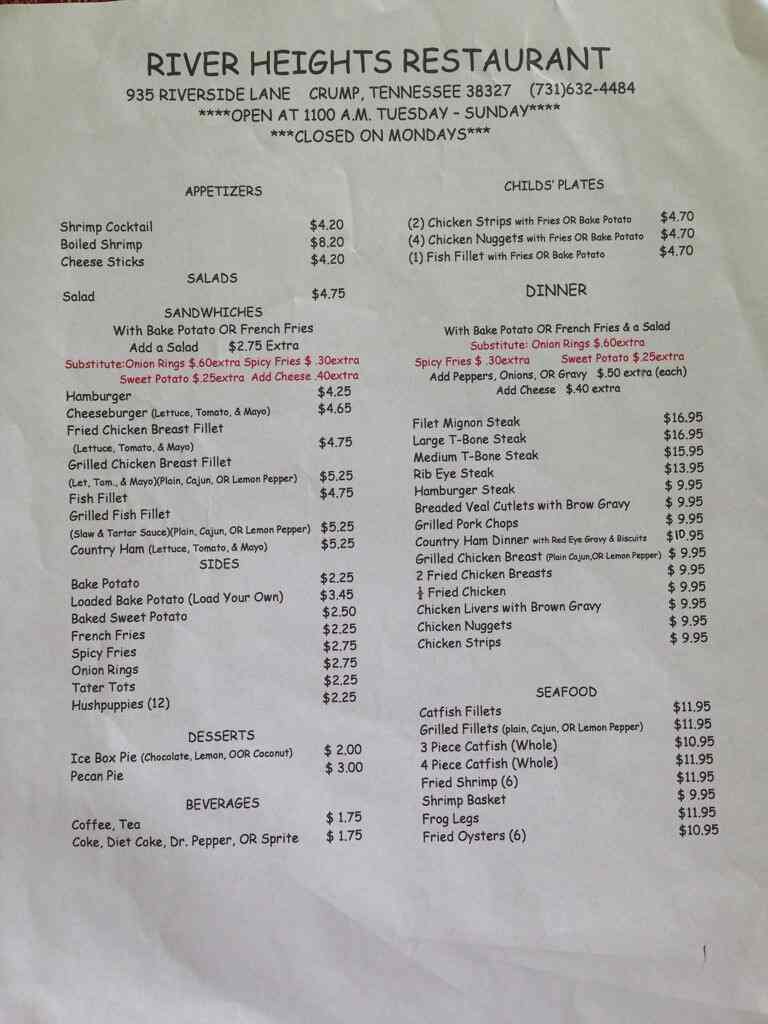 RIVER HEIGHTS RESTAURANT
935 RIVERSIDE LANE CRUMP, TENNESSEE 38327 (731)632-4484
****OPEN AT 1100 A.M. TUESDAY - SUNDAY****
***CLOSED ON MONDAYS***
APPETIZERS
Shrimp Cocktail $4.20
Boiled Shrimp $8.20
Cheese Sticks $4.20
SALADS
Salad $4.75
SANDWHICHES
With Bake Potato OR French Fries
Add a Salad $2.75 Extra
Substitute:Onion Rings $.60extra Spicy Fries $ .30extra
Sweet Potato $.25extra Add Cheese .40extra
Hamburger $4.25
Cheeseburger (Lettuce, Tomato, & Mayo) $4.65
Fried Chicken Breast Fillet
(Lettuce, Tomato, & Mayo) $4.75
Grilled Chicken Breast Fillet
(Let, Tom., & Mayo)(Plain, Cajun, OR Lemon Pepper) $5.25
Fish Fillet $4.75
Grilled Fish Fillet
(Slaw & Tartar Sauce)(Plain, Cajun, OR Lemon Pepper) $5.25
Country Ham (Lettuce, Tomato, & Mayo) $5.25
SIDES
Bake Potato $2.25
Loaded Bake Potato (Load Your Own) $3.45
Baked Sweet Potato $2.50
French Fries $2.25
Spicy Fries $2.75
Onion Rings $2.75
Tater Tots $2.25
Hushpuppies (12) $2.25
DESSERTS
Ice Box Pie (Chocolate, Lemon, OOR Coconut) $ 2.00
Pecan Pie $ 3.00
BEVERAGES
Coffee, Tea $ 1.75
Coke, Diet Coke, Dr. Pepper, OR Sprite $ 1.75
CHILDS' PLATES
(2) Chicken Strips with Fries OR Bake Potato $4.70
(4) Chicken Nuggets with Fries OR Bake Potato $4.70
(1) Fish Fillet with Fries OR Bake Potato $4.70
DINNER
With Bake Potato OR French Fries & a Salad
Substitute: Onion Rings $.60extra
Spicy Fries $ .30extra Sweet Potato $.25extra
Add Peppers, Onions, OR Gravy $.50 extra (each)
Add Cheese $.40 extra
Filet Mignon Steak $16.95
Large T-Bone Steak $16.95
Medium T-Bone Steak $15.95
Rib Eye Steak $13.95
Hamburger Steak $ 9.95
Breaded Veal Cutlets with Brow Gravy $ 9.95
Grilled Pork Chops $ 9.95
Country Ham Dinner with Red Eye Gravy & Biscuits $10.95
Grilled Chicken Breast (Plain Cajun,OR Lemon Pepper) $ 9.95
2 Fried Chicken Breasts $ 9.95
½ Fried Chicken $ 9.95
Chicken Livers with Brown Gravy $ 9.95
Chicken Nuggets $ 9.95
Chicken Strips $ 9.95
SEAFOOD
Catfish Fillets $11.95
Grilled Fillets (plain, Cajun, OR Lemon Pepper) $11.95
3 Piece Catfish (Whole) $10.95
4 Piece Catfish (Whole) $11.95
Fried Shrimp (6) $11.95
Shrimp Basket $ 9.95
Frog Legs $11.95
Fried Oysters (6) $10.95